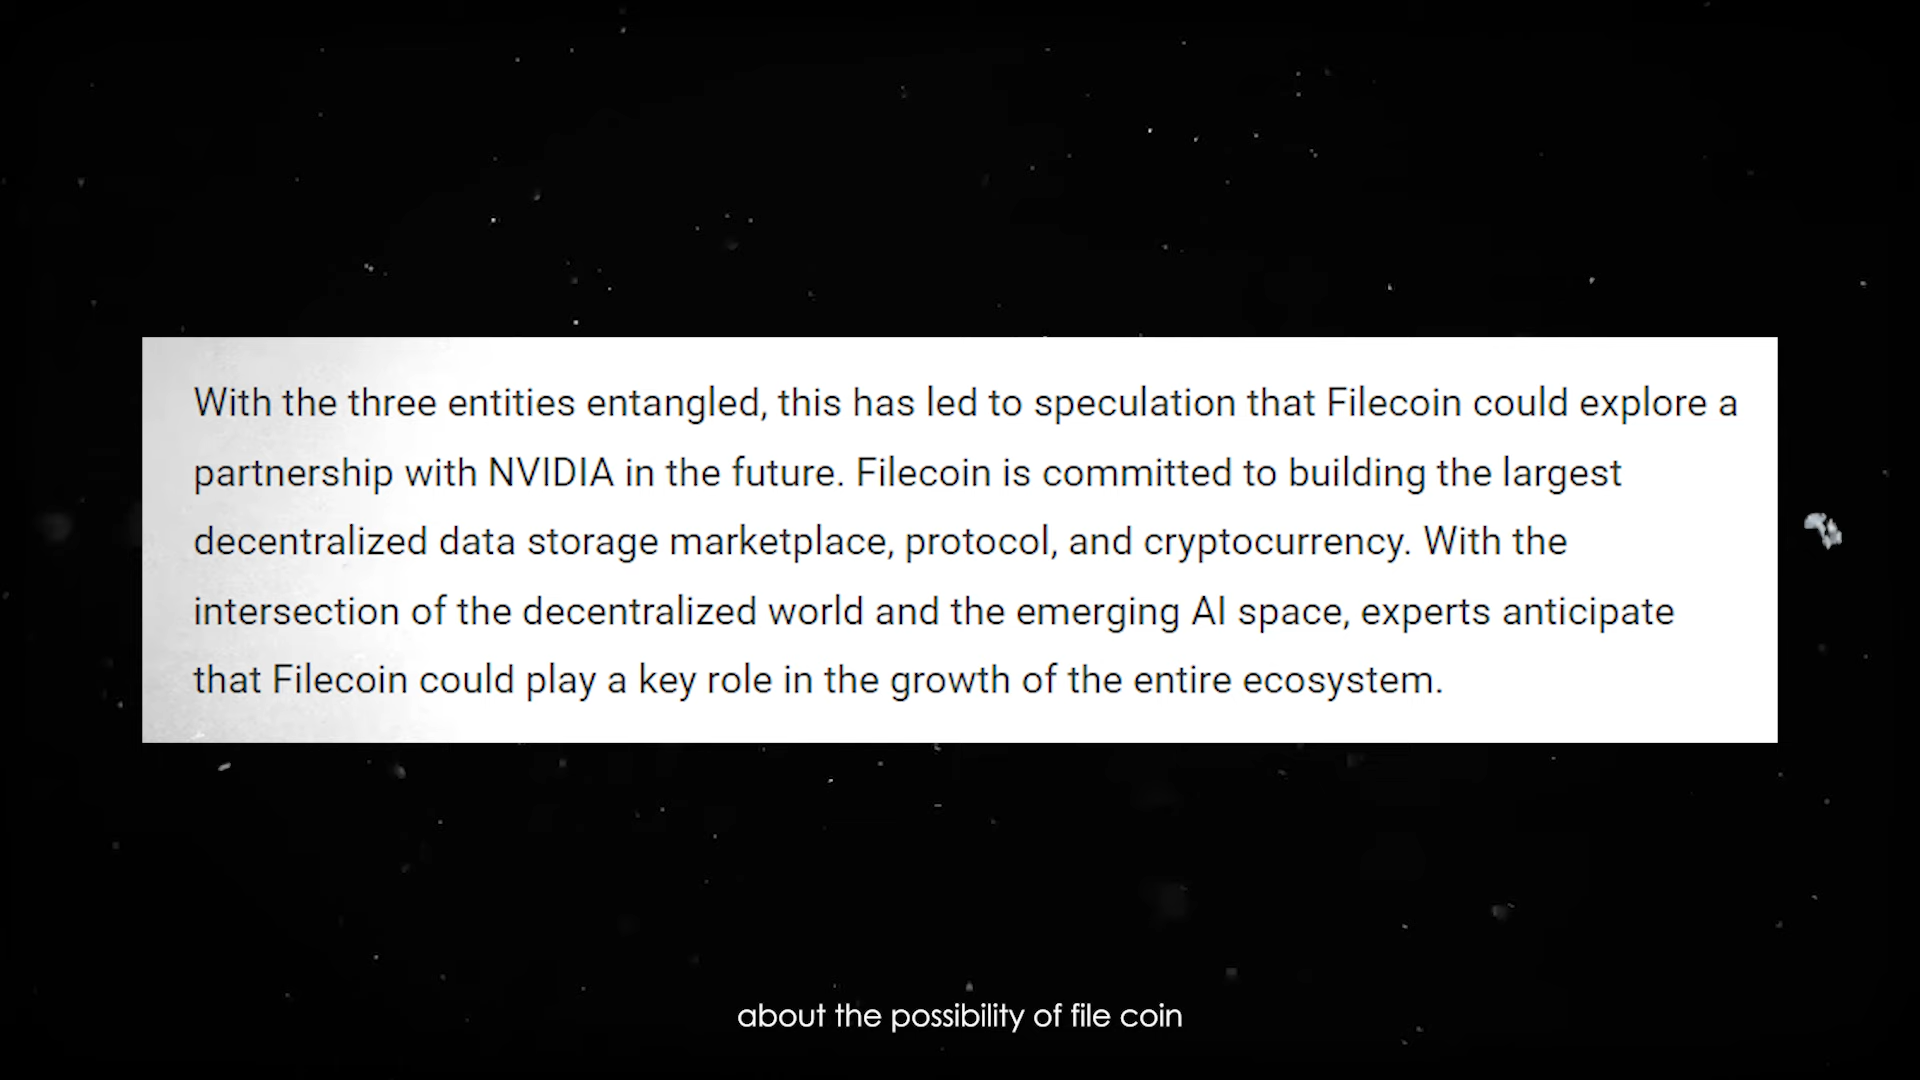 With the three entities entangled, this has led to speculation that Filecoin could explore a
partnership with NVIDIA in the future. Filecoin is committed to building the largest
decentralized data storage marketplace, protocol, and cryptocurrency. With the
intersection of the decentralized world and the emerging AI space, experts anticipate
that Filecoin could play a key role in the growth of the entire ecosystem.
about the possibility of file coin